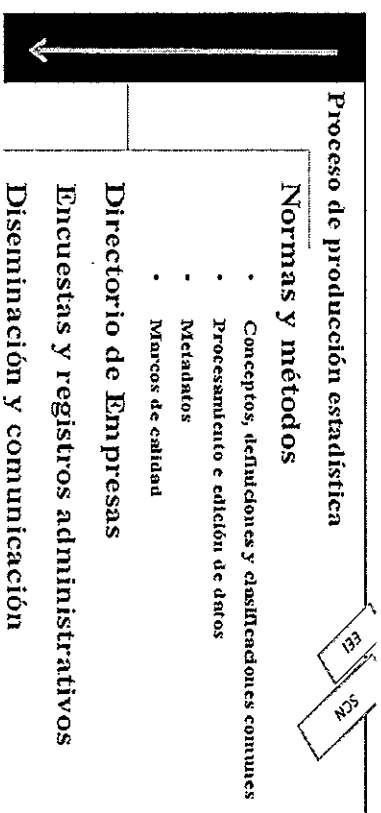 Proceso de producción estadística
EEI
SCN
Normas y métodos
• Conceptos, definiciones y clasificaciones comunes
• Procesamiento e edición de datos
• Metadatos
• Marcos de calidad
Directorio de Empresas
Encuestas y registros administrativos
Diseminación y comunicación